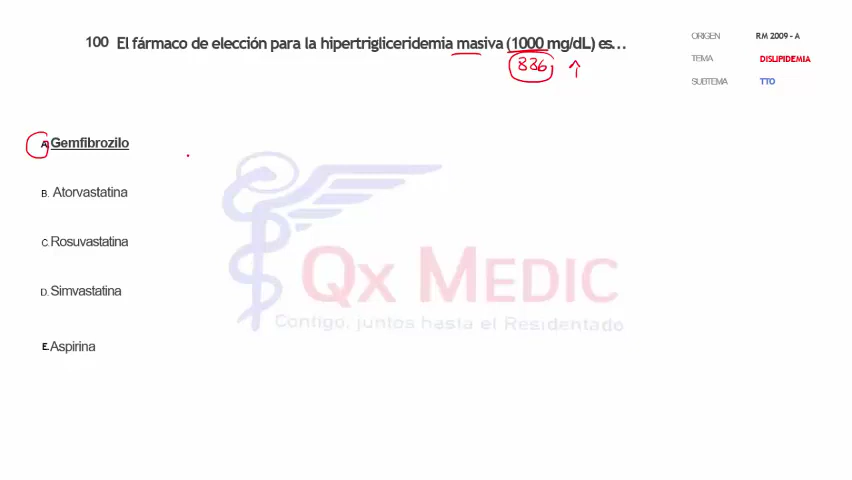 100 El fármaco de elección para la hipertrigliceridemia masiva (1000 mg/dL) es...
836
ORIGEN RM 2009 - A
TEMA DISLIPIDEMIA
SUBTEMA TTO
A. Gemfibrozilo
B. Atorvastatina
C. Rosuvastatina
D. Simvastatina
E. Aspirina
Qx MEDIC
Contigo, juntos hasta el Residentado